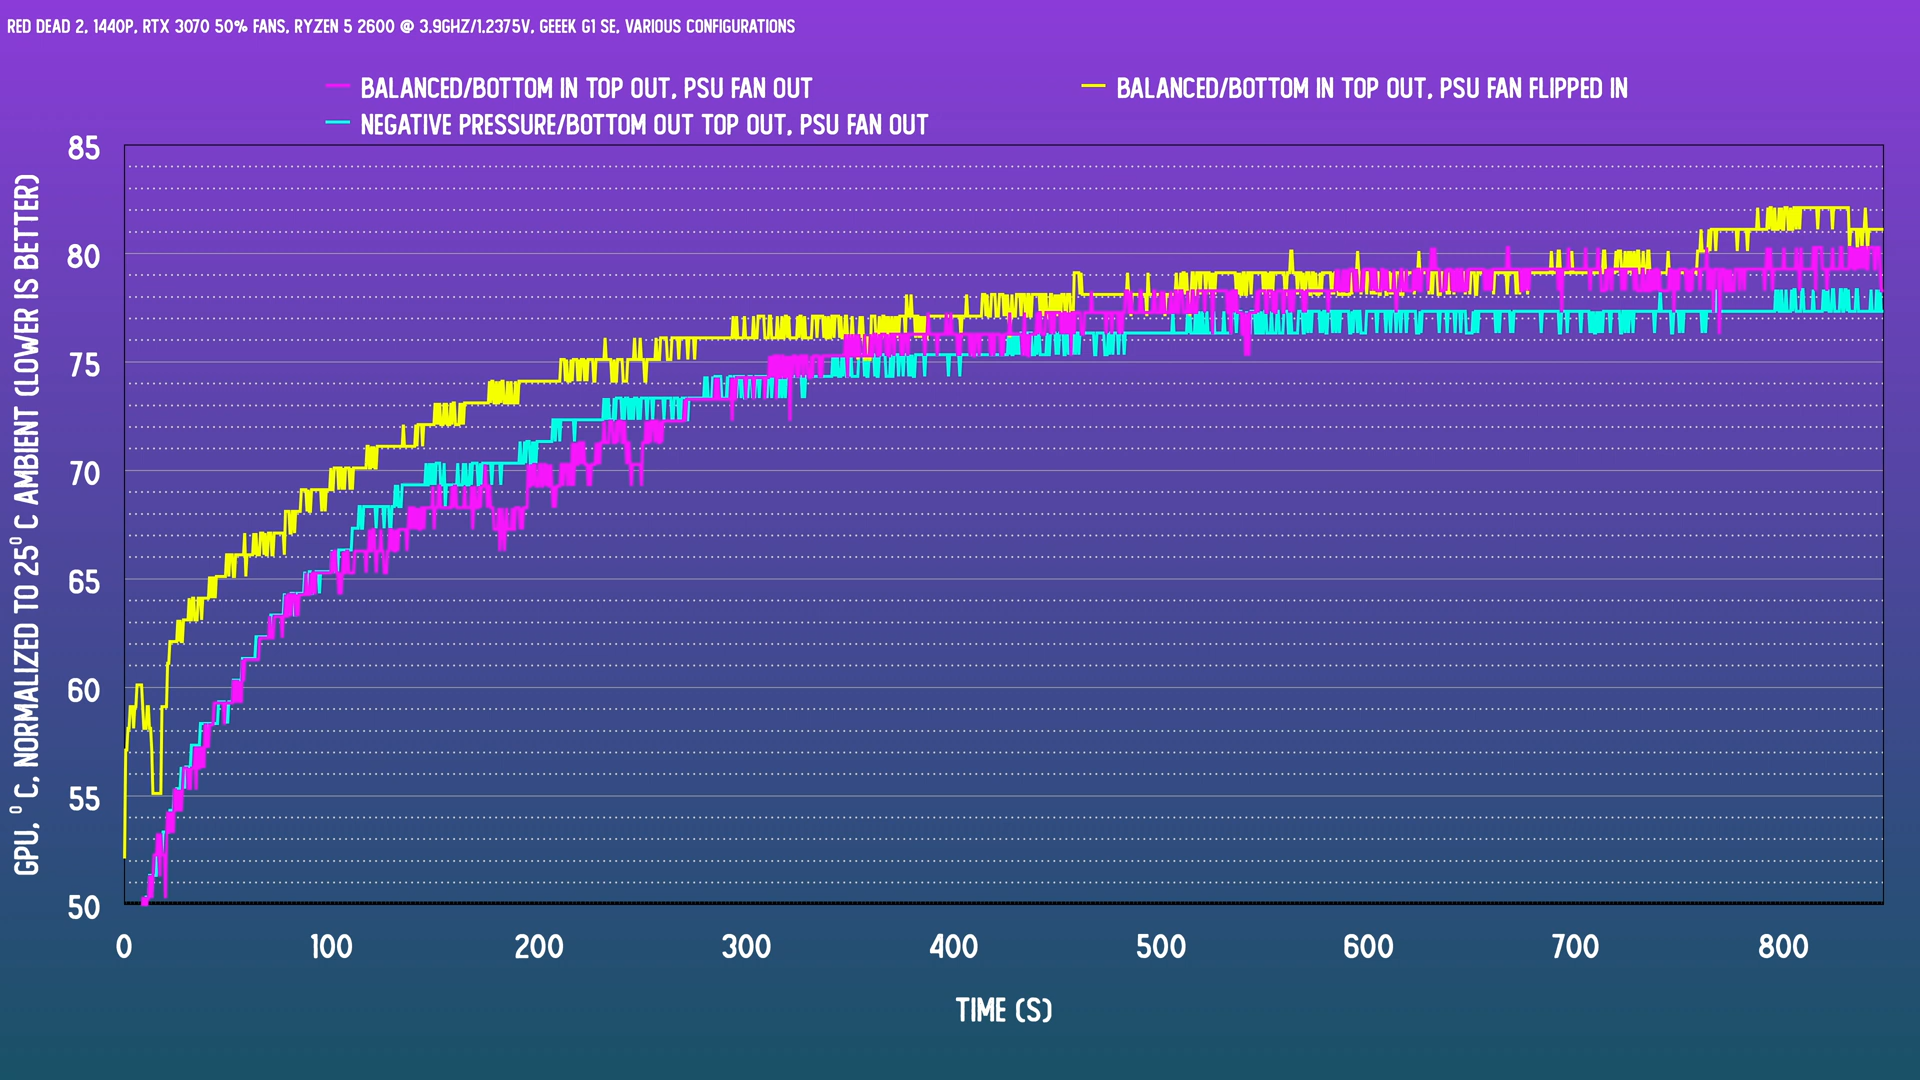 RED DEAD 2, 1440P, RTX 3070 50% FANS, RYZEN 5 2600 @ 3.9GHZ/1.2375V, GEEEK G1 SE, VARIOUS CONFIGURATIONS
BALANCED/BOTTOM IN TOP OUT, PSU FAN OUT
BALANCED/BOTTOM IN TOP OUT, PSU FAN FLIPPED IN
NEGATIVE PRESSURE/BOTTOM OUT TOP OUT, PSU FAN OUT
GPU, °C, NORMALIZED TO 25°C AMBIENT (LOWER IS BETTER)
85
80
75
70
65
60
55
50
0 100 200 300 400 500 600 700 800
TIME (S)